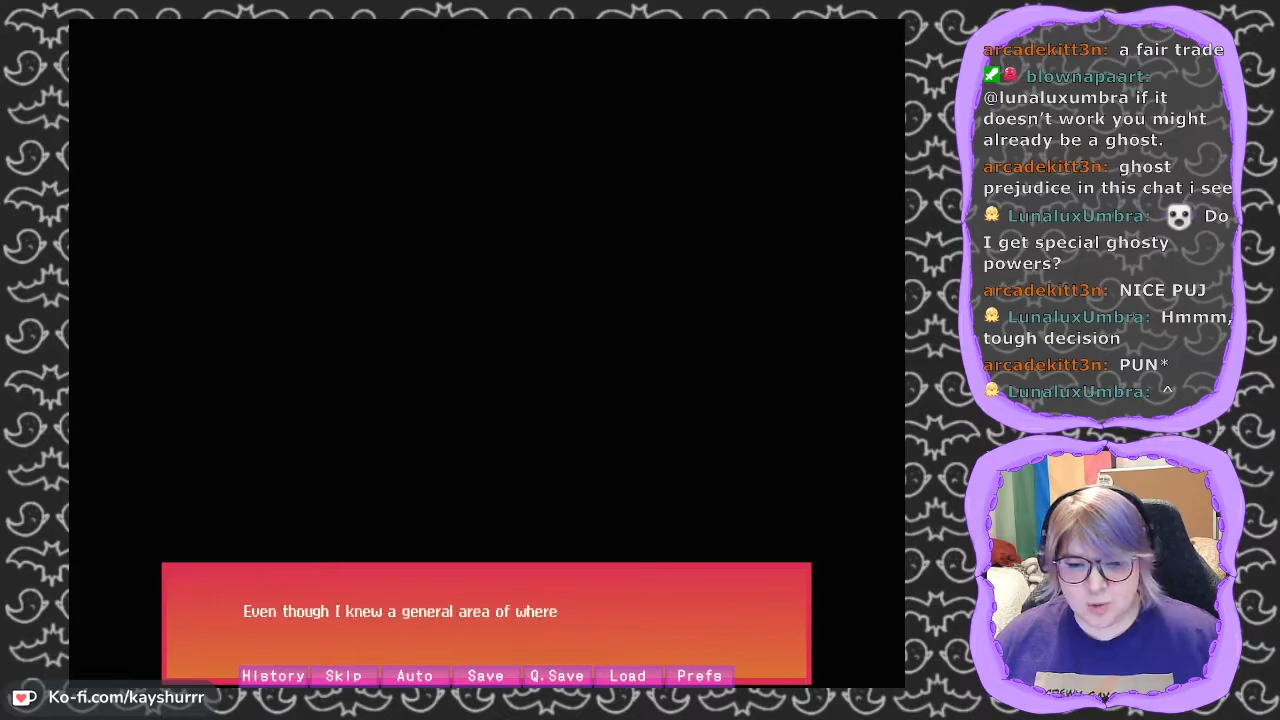 arcadekitt3n: a fair trade
blownapaart:
@lunaluxumbra if it
doesn't work you might
already be a ghost.
arcadekitt3n: ghost
prejudice in this chat i see
LunaluxUmbra: Do
I get special ghosty
powers?
arcadekitt3n: NICE PUJ
LunaluxUmbra: Hmmm,
tough decision
arcadekitt3n: PUN*
LunaluxUmbra: ^
Even though I knew a general area of where
History Skip Auto Save Q.Save Load Prefs
Ko-fi.com/kayshurrr